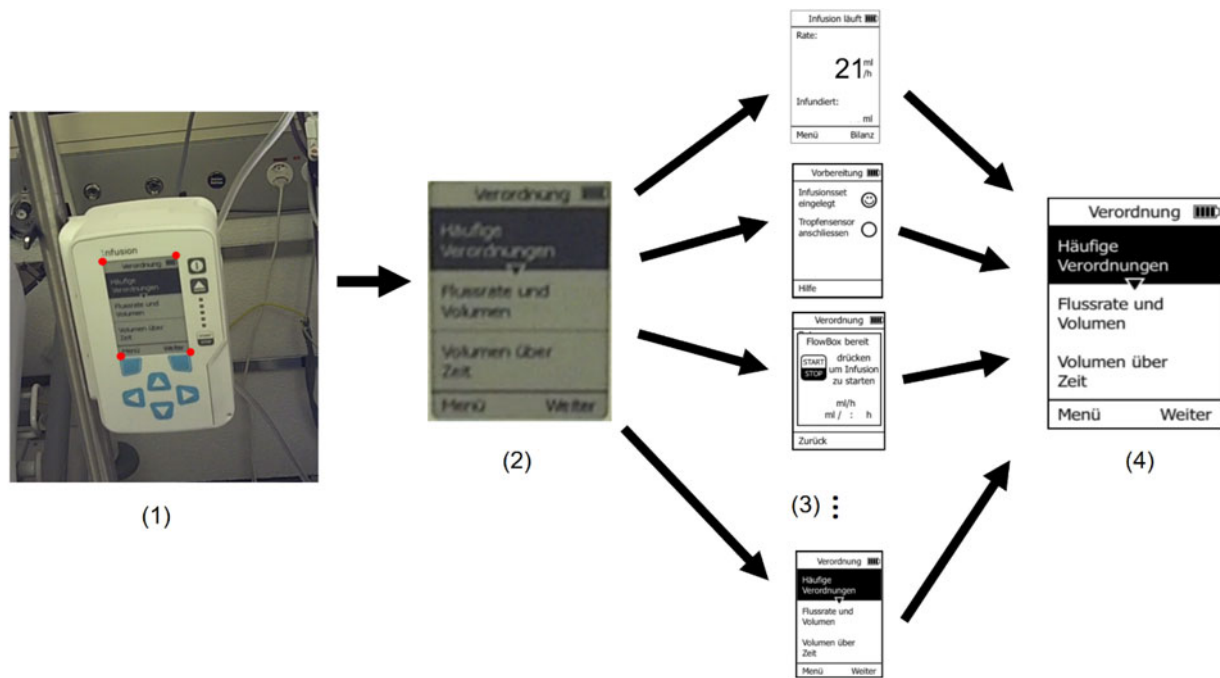 Infusion
Verordnung
Häufige
Verordnungen
Flussrate und
Volumen
Volumen über
Zeit
Menü Weiter
START
STOP
(1)
Verordnung
Häufige
Verordnungen
Flussrate und
Volumen
Volumen über
Zeit
Menü Weiter
(2)
Infusion läuft
Rate:
21 ml
/h
Infundiert:
ml
Menü Bilanz
Vorbereitung
Infusionsset
eingelegt
Tropfensensor
anschliessen
Hilfe
Verordnung
FlowBox bereit
START drücken
STOP um Infusion
zu starten
ml/h
ml / : h
Zurück
(3)
Verordnung
Häufige
Verordnungen
Flussrate und
Volumen
Volumen über
Zeit
Menü Weiter
Verordnung
Häufige
Verordnungen
Flussrate und
Volumen
Volumen über
Zeit
Menü Weiter
(4)